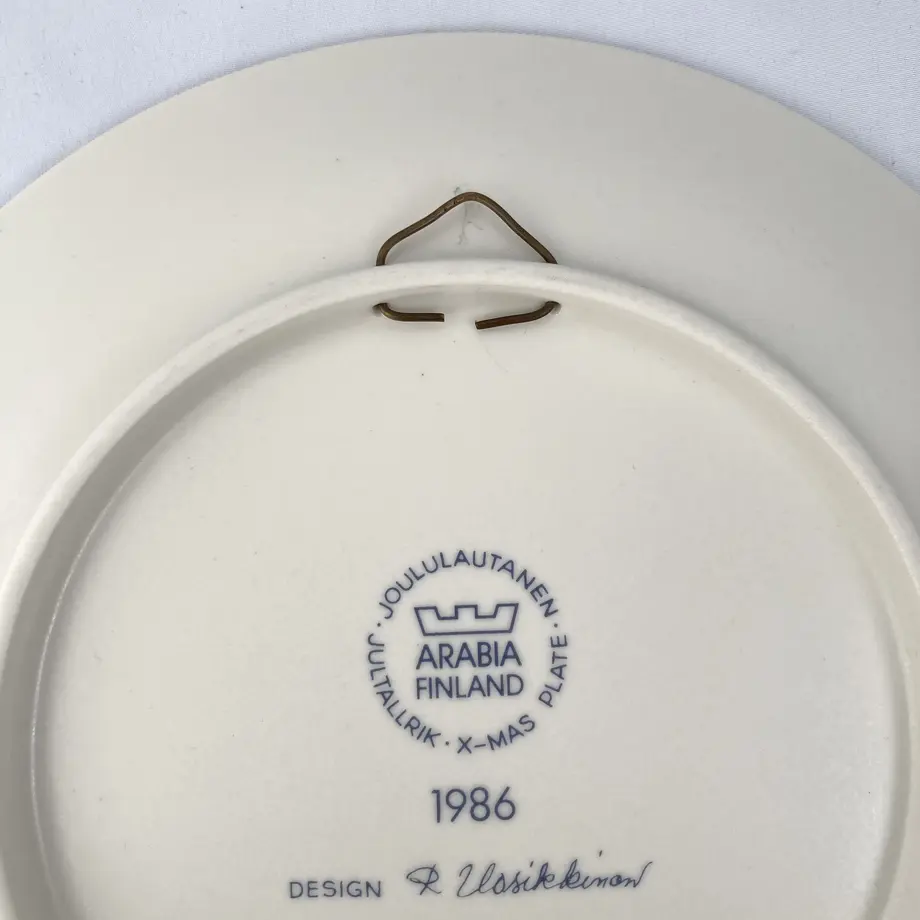 · JOULULAUTANEN · X-MAS PLATE
JULTALLRIK ·
ARABIA
FINLAND
1986
DESIGN R Uosikkinen